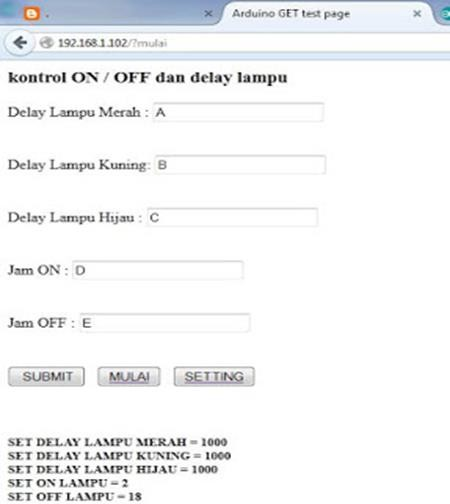 Arduino GET test page
192.168.1.102/?mulai
kontrol ON / OFF dan delay lampu
Delay Lampu Merah : A
Delay Lampu Kuning: B
Delay Lampu Hijau : C
Jam ON : D
Jam OFF : E
SUBMIT MULAI SETTING
SET DELAY LAMPU MERAH = 1000
SET DELAY LAMPU KUNING = 1000
SET DELAY LAMPU HIJAU = 1000
SET ON LAMPU = 2
SET OFF LAMPU = 18